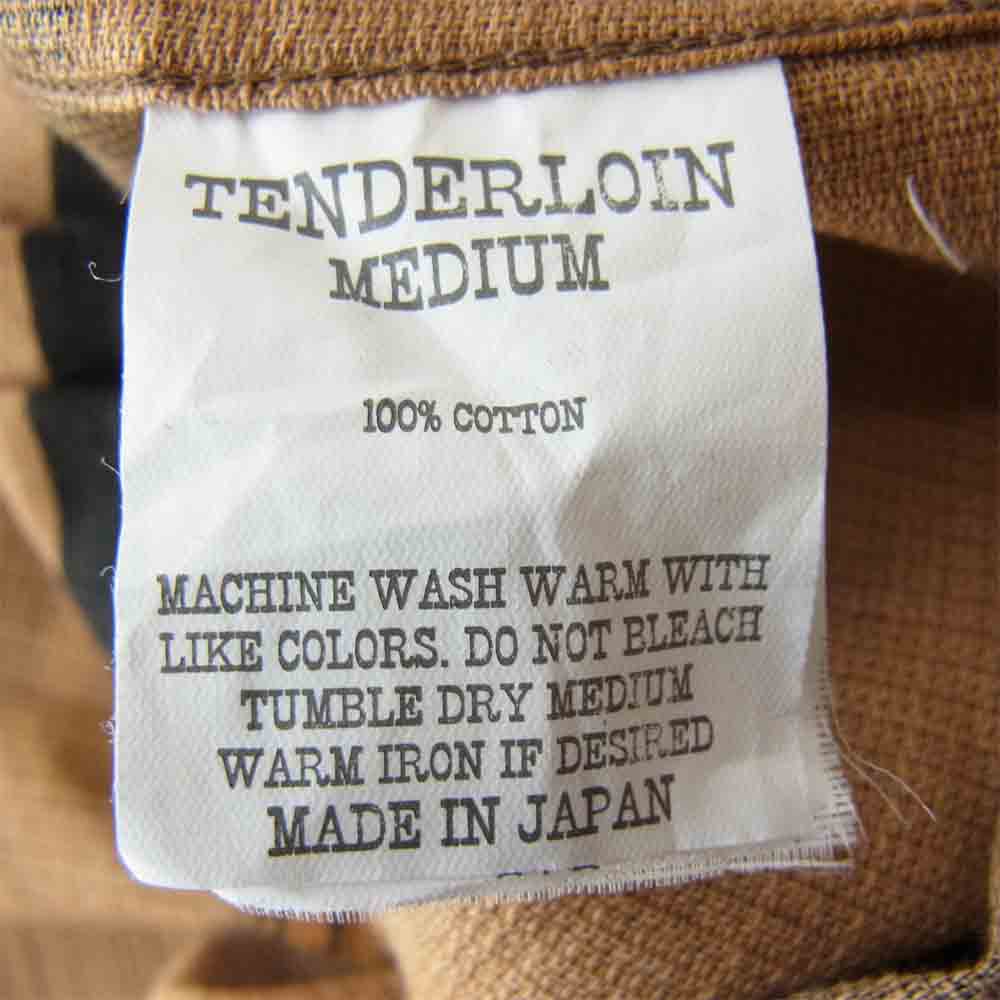 TENDERLOIN
MEDIUM
100% COTTON
MACHINE WASH WARM WITH
LIKE COLORS. DO NOT BLEACH
TUMBLE DRY MEDIUM
WARM IRON IF DESIRED
MADE IN JAPAN